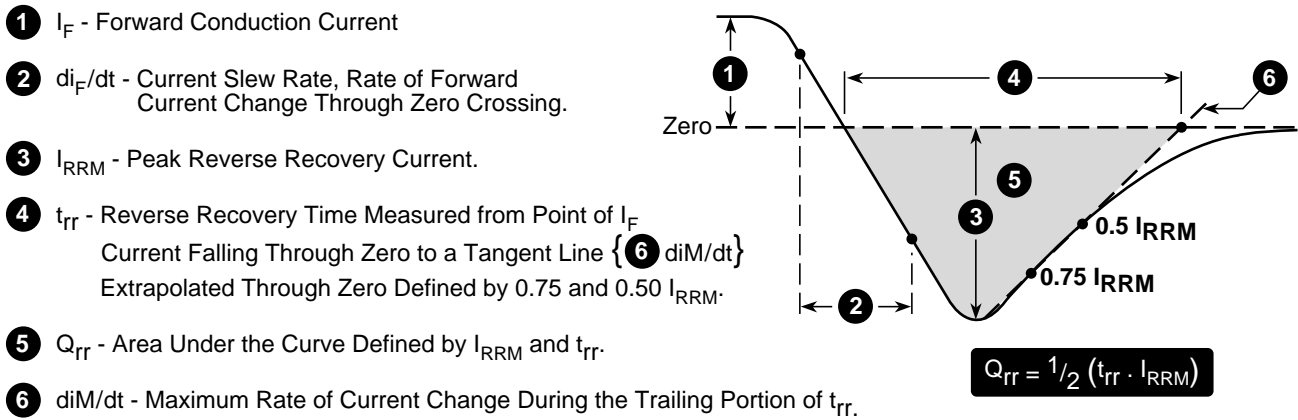 1 I_F - Forward Conduction Current
2 di_F/dt - Current Slew Rate, Rate of Forward
Current Change Through Zero Crossing.
3 I_RRM - Peak Reverse Recovery Current.
4 t_rr - Reverse Recovery Time Measured from Point of I_F
Current Falling Through Zero to a Tangent Line {6 diM/dt}
Extrapolated Through Zero Defined by 0.75 and 0.50 I_RRM.
5 Q_rr - Area Under the Curve Defined by I_RRM and t_rr.
6 diM/dt - Maximum Rate of Current Change During the Trailing Portion of t_rr.
1
4
6
Zero
5
3
0.5 I_RRM
0.75 I_RRM
2
Q_rr = 1/2 (t_rr . I_RRM)